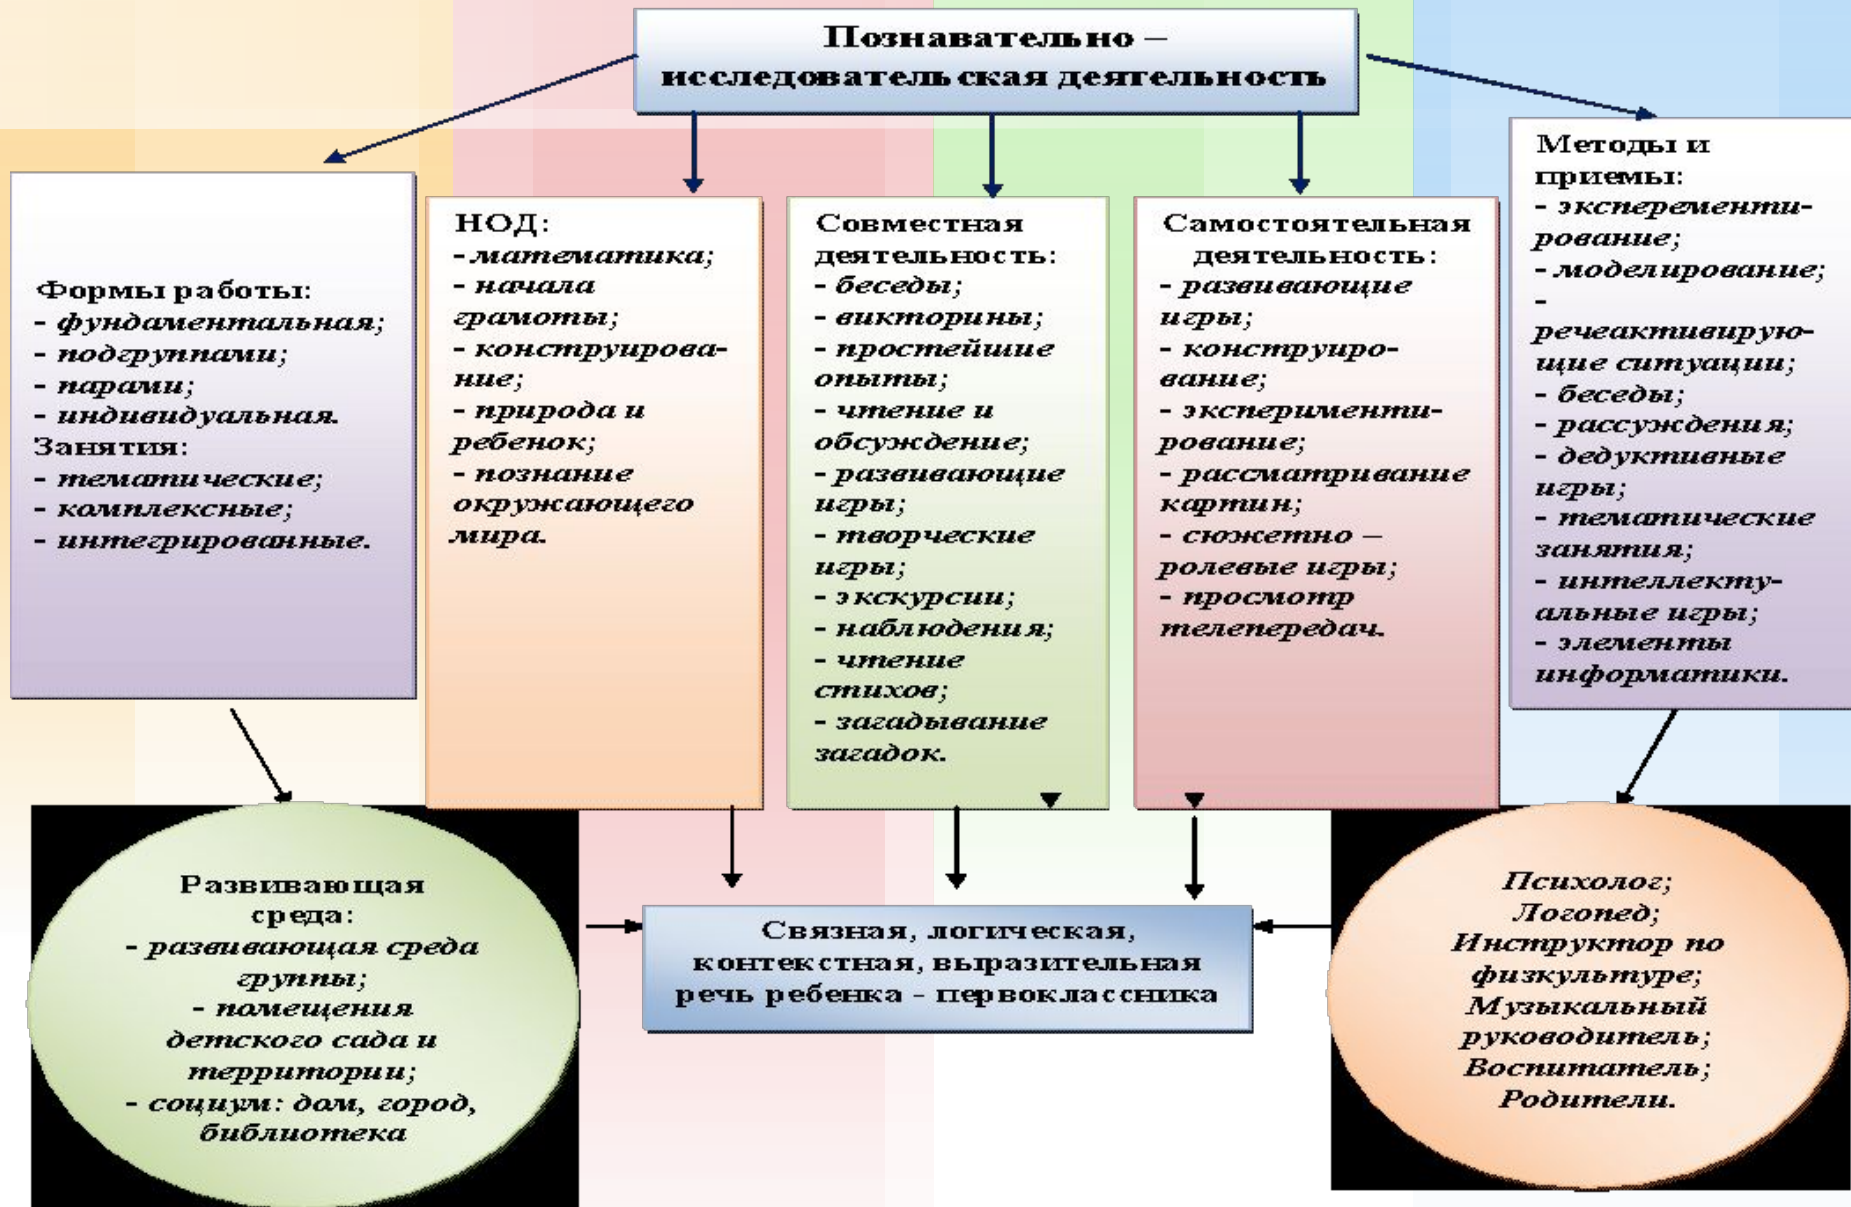 Познавательно –
исследовательская деятельность
Формы работы:
- фундаментальная;
- подгруппами;
- парами;
- индивидуальная.
Занятия:
- тематические;
- комплексные;
- интегрированные.
НОД:
- математика;
- начала
грамоты;
- конструирова-
ние;
- природа и
ребенок;
- познание
окружающего
мира.
Совместная
деятельность:
- беседы;
- викторины;
- простейшие
опыты;
- чтение и
обсуждение;
- развивающие
игры;
- творческие
игры;
- экскурсии;
- наблюдения;
- чтение
стихов;
- загадывание
загадок.
Самостоятельная
деятельность:
- развивающие
игры;
- конструиро-
вание;
- эксперименти-
рование;
- рассматривание
картин;
- сюжетно –
ролевые игры;
- просмотр
телепередач.
Методы и
приемы:
- эксперементи-
рование;
- моделирование;
-
речеактивирую-
щие ситуации;
- беседы;
- рассуждения;
- дедуктивные
игры;
- тематические
занятия;
- интеллекту-
альные игры;
- элементы
информатики.
Развивающая
среда:
- развивающая среда
группы;
- помещения
детского сада и
территории;
- социум: дом, город,
библиотека
Связная, логическая,
контекстная, выразительная
речь ребенка - первоклассника
Психолог;
Логопед;
Инструктор по
физкультуре;
Музыкальный
руководитель;
Воспитатель;
Родители.